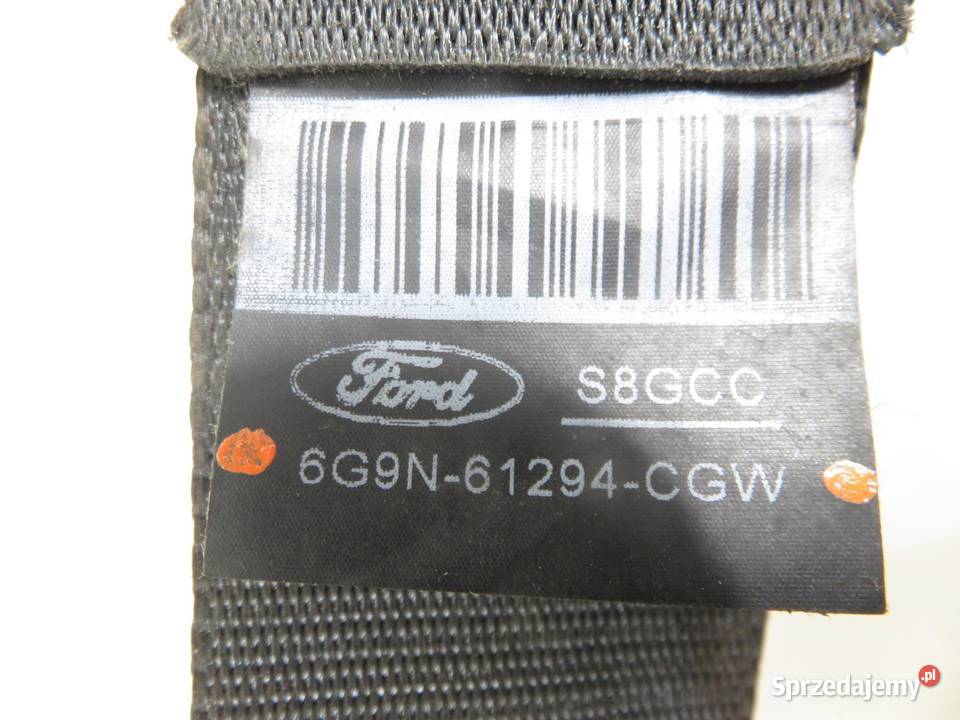 Ford
S8GCC
6G9N-61294-CGW
Sprzedajemy.pl